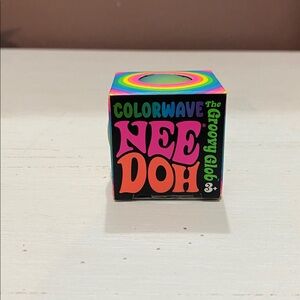 COLORWAVE
NEE
DOH
The Groovy Glob
3+